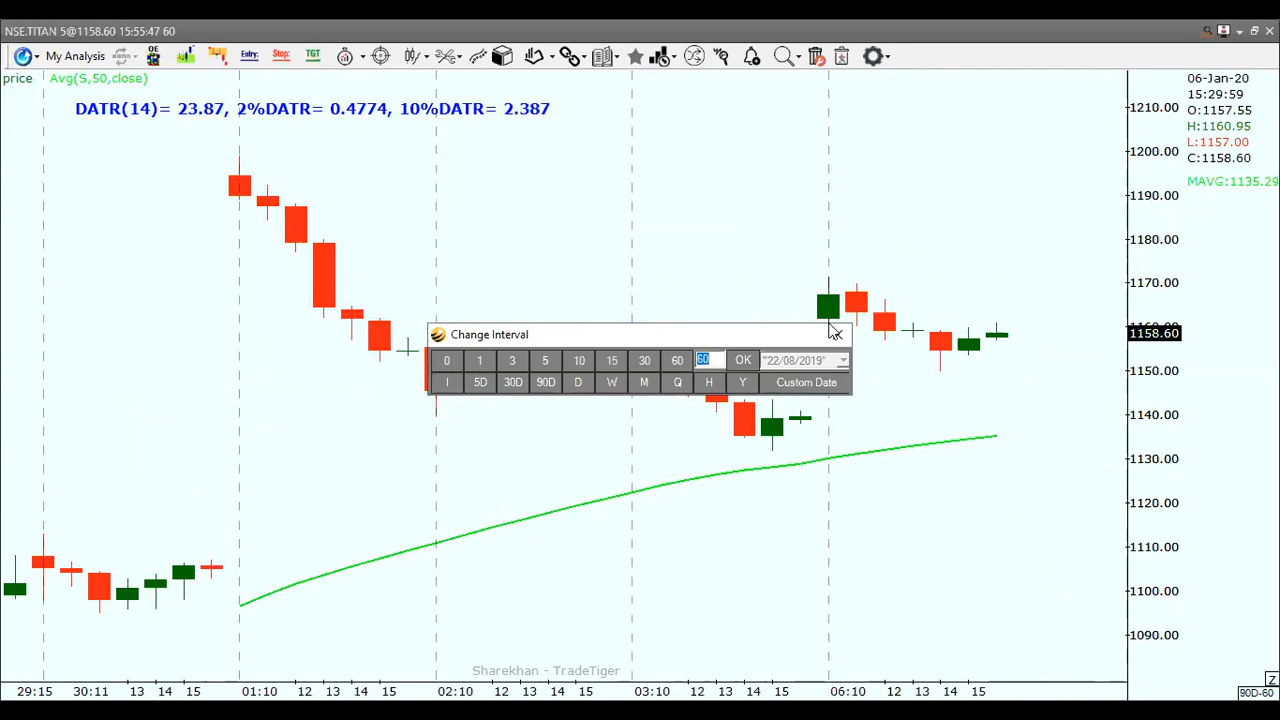 NSE.TITAN 5@1158.60 15:55:47 60
My Analysis OE Entry: Stop: TGT
price Avg(S,50,close)
06-Jan-20
15:29:59
O:1157.55
H:1160.95
L:1157.00
C:1158.60
MAVG:1135.29
DATR(14)= 23.87, 2%DATR= 0.4774, 10%DATR= 2.387
1210.00
1200.00
1190.00
1180.00
1170.00
1158.60
1150.00
1140.00
1130.00
1120.00
1110.00
1100.00
1090.00
Change Interval
0 1 3 5 10 15 30 60 60 OK "22/08/2019"
I 5D 30D 90D D W M Q H Y Custom Date
Sharekhan - TradeTiger
29:15 30:11 13 14 15 01:10 12 13 14 15 02:10 12 13 14 15 03:10 12 13 14 15 06:10 12 13 14 15
Z
90D-60